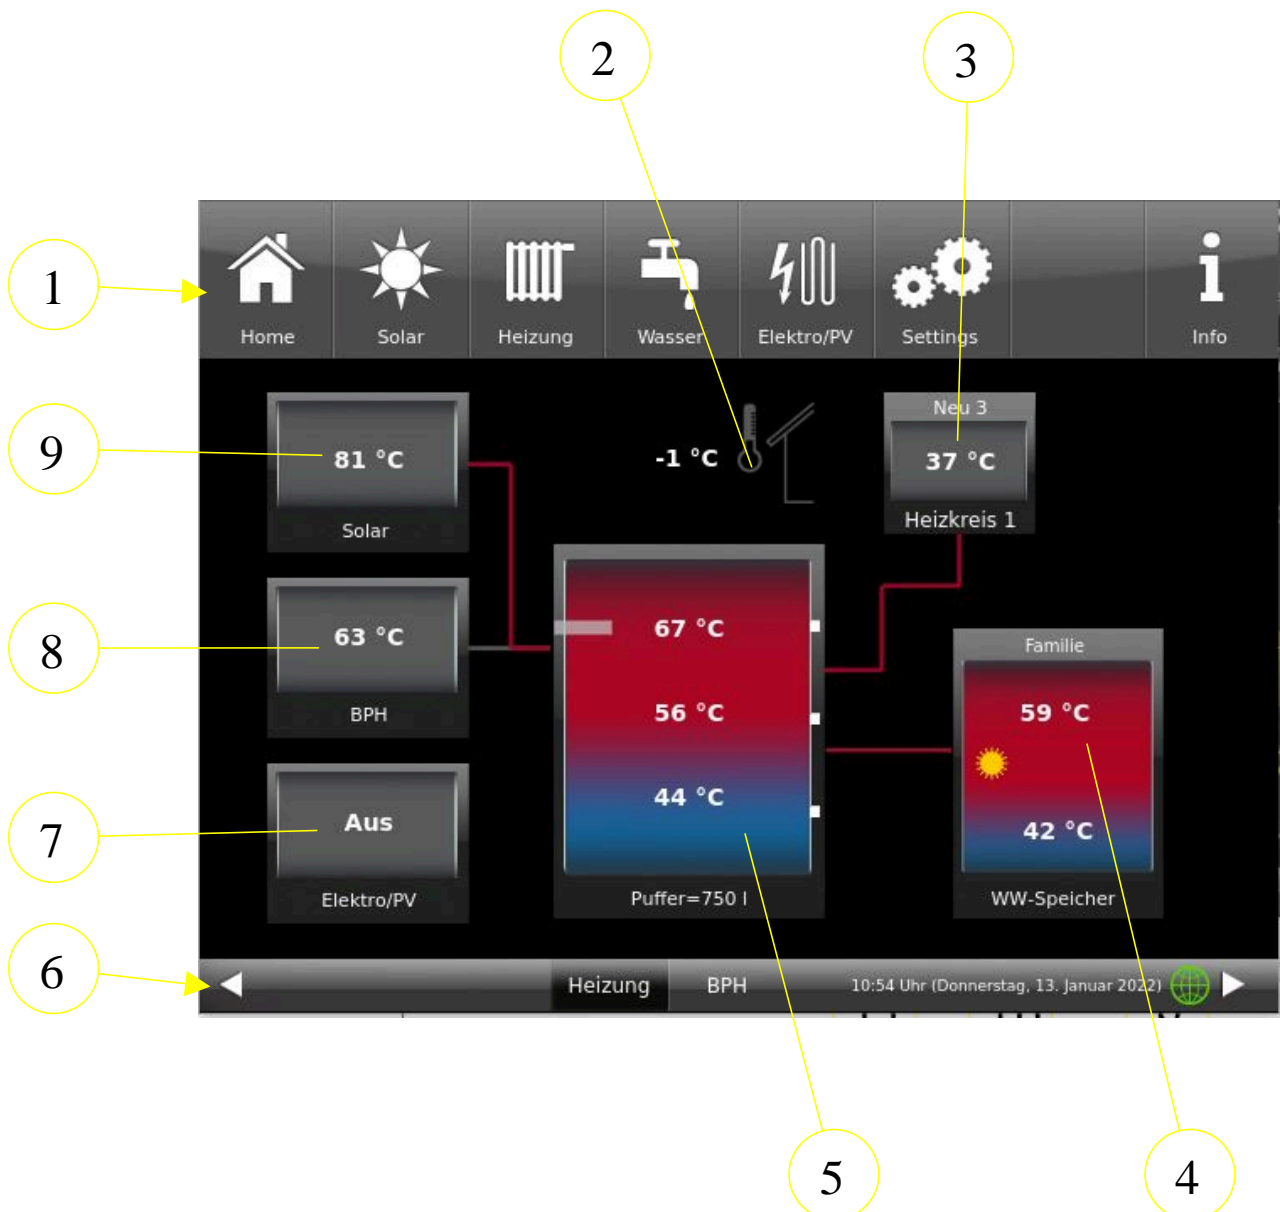 2
3
1
Home
Solar
Heizung
Wasser
Elektro/PV
Settings
Info
9
81 °C
Solar
-1 °C
Neu 3
37 °C
Heizkreis 1
8
63 °C
BPH
67 °C
56 °C
44 °C
Puffer=750 l
Familie
59 °C
42 °C
WW-Speicher
7
Aus
Elektro/PV
6
Heizung
BPH
10:54 Uhr (Donnerstag, 13. Januar 2022)
5
4